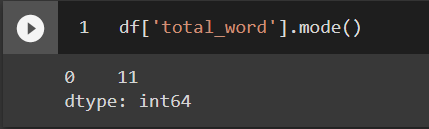 1 df['total_word'].mode()
0 11
dtype: int64